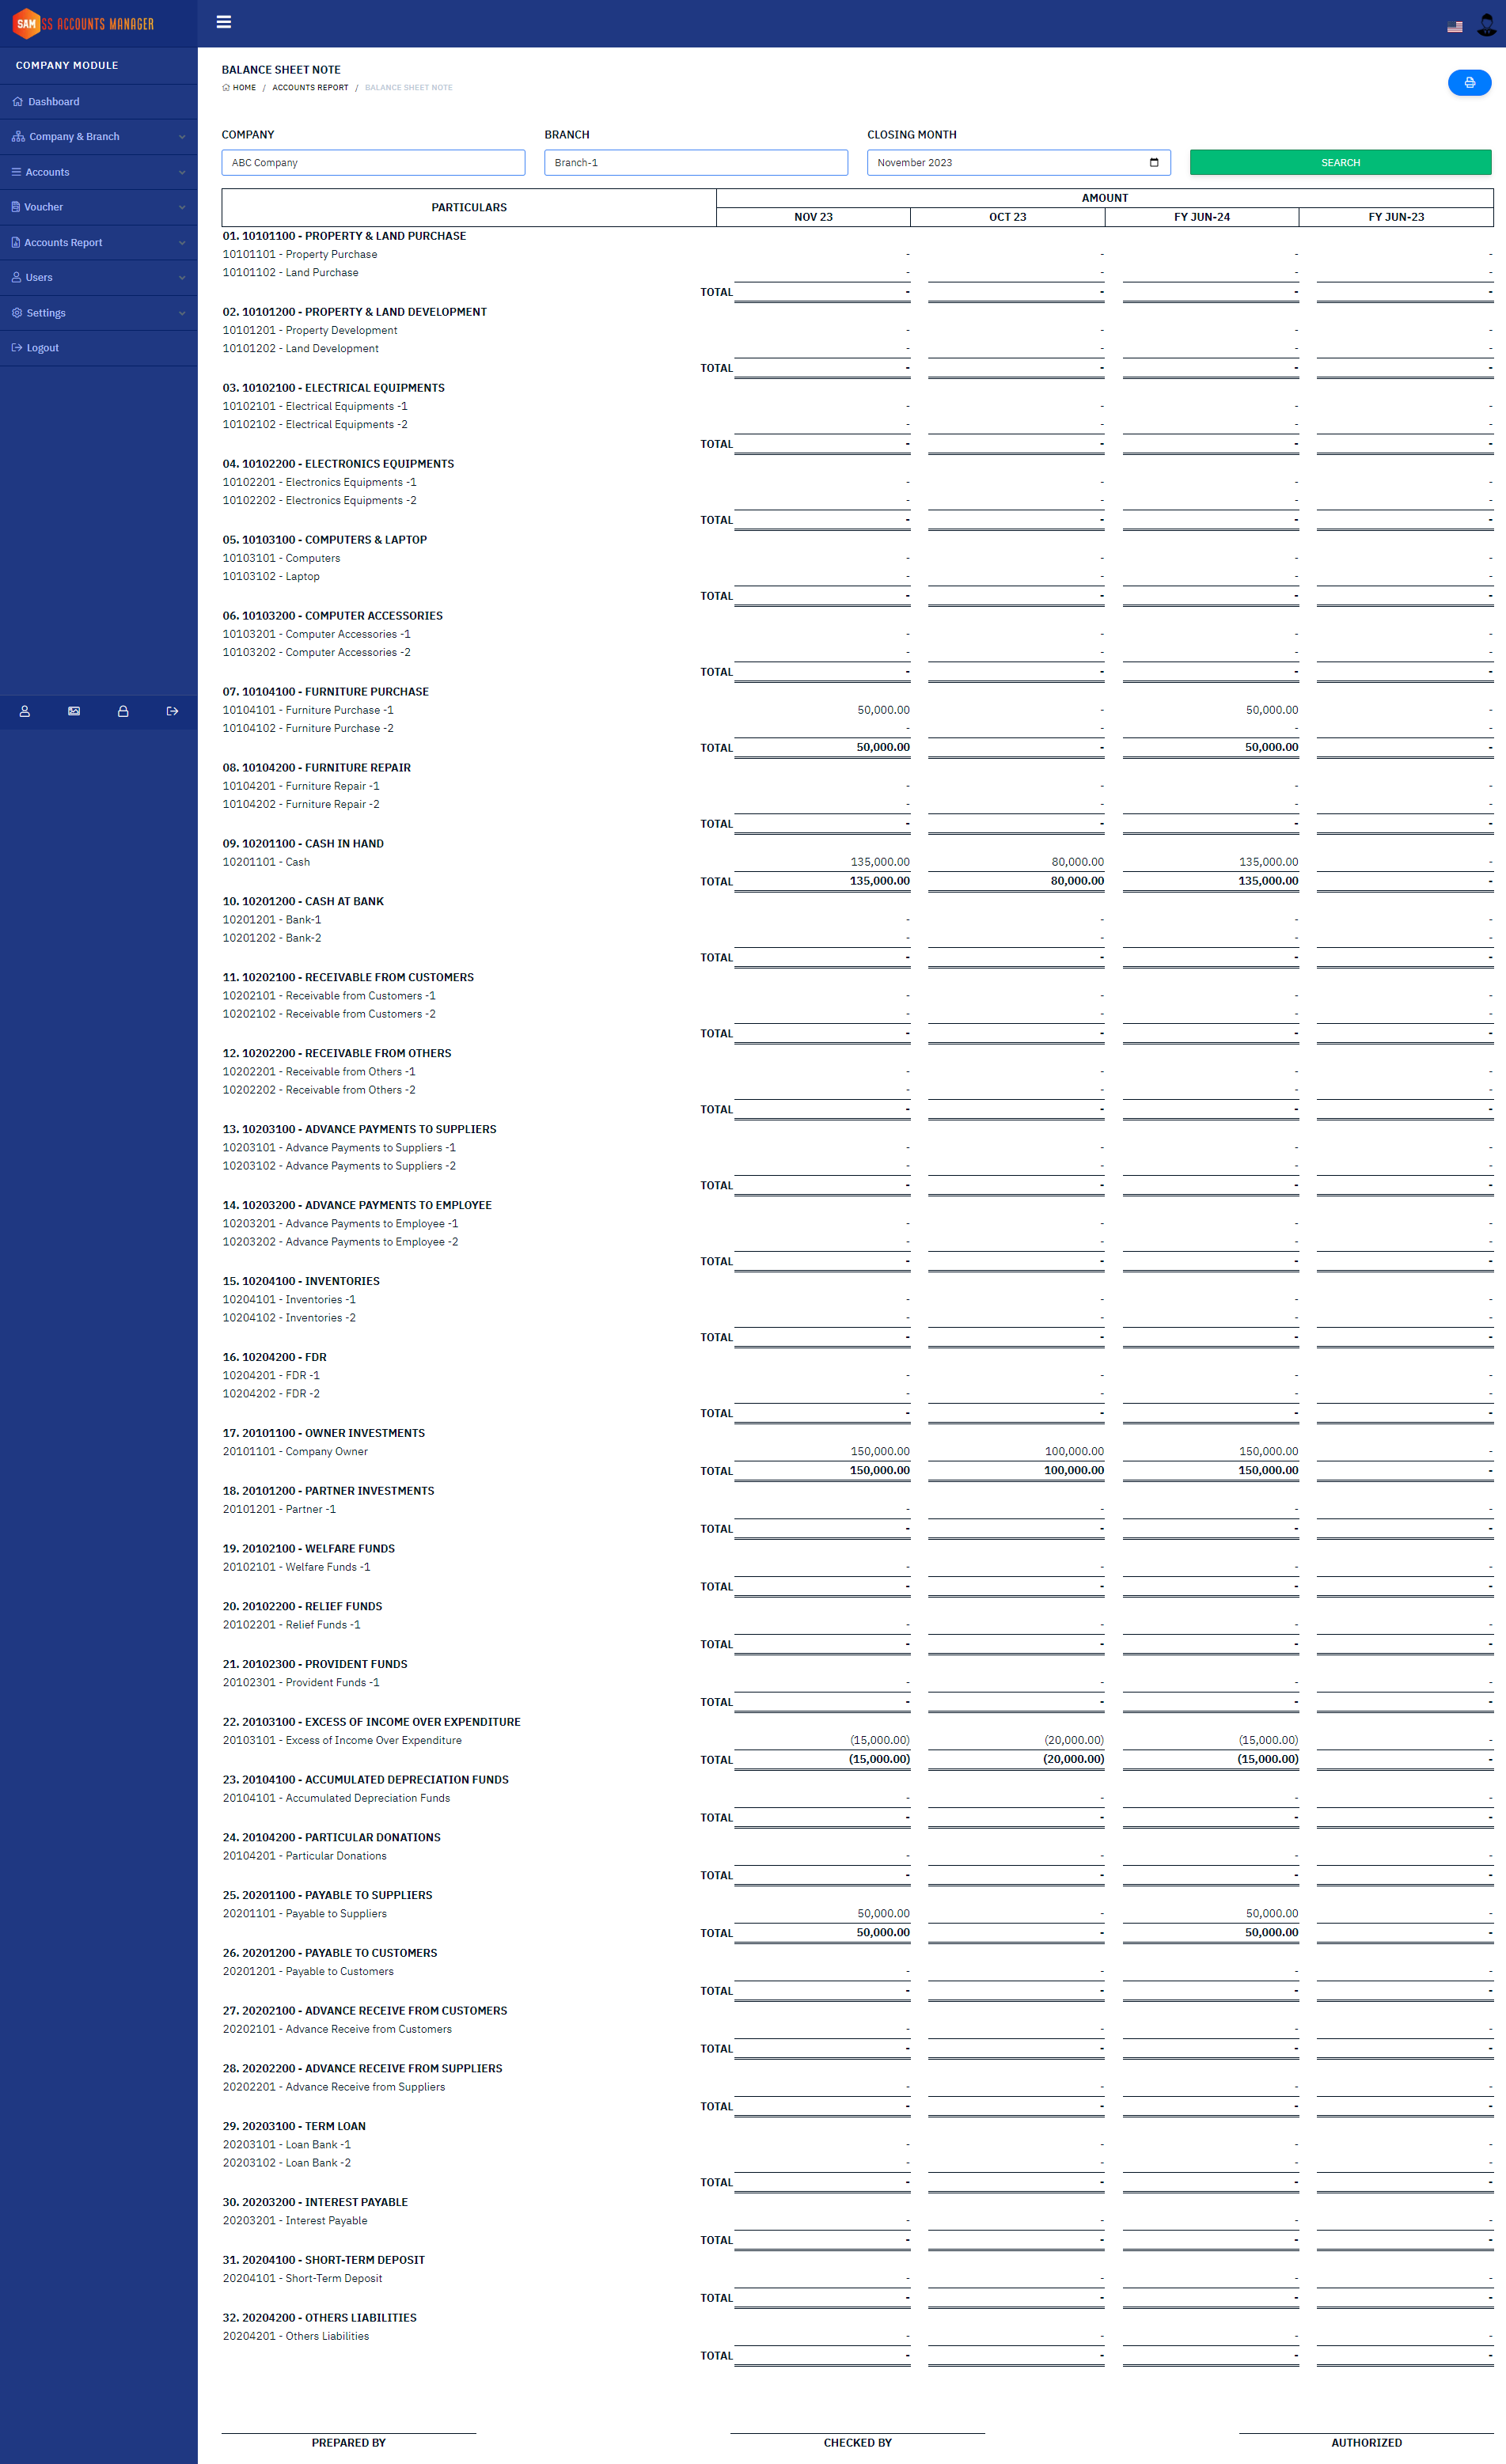 SAM SS ACCOUNTS MANAGER
COMPANY MODULE
Dashboard
Company & Branch
Accounts
Voucher
Accounts Report
Users
Settings
Logout
BALANCE SHEET NOTE
HOME / ACCOUNTS REPORT / BALANCE SHEET NOTE
COMPANY BRANCH CLOSING MONTH
ABC Company Branch-1 November 2023 SEARCH
PARTICULARS AMOUNT
NOV 23 OCT 23 FY JUN-24 FY JUN-23
01. 10101100 - PROPERTY & LAND PURCHASE
10101101 - Property Purchase - - - -
10101102 - Land Purchase - - - -
TOTAL - - - -
02. 10101200 - PROPERTY & LAND DEVELOPMENT
10101201 - Property Development - - - -
10101202 - Land Development - - - -
TOTAL - - - -
03. 10102100 - ELECTRICAL EQUIPMENTS
10102101 - Electrical Equipments -1 - - - -
10102102 - Electrical Equipments -2 - - - -
TOTAL - - - -
04. 10102200 - ELECTRONICS EQUIPMENTS
10102201 - Electronics Equipments -1 - - - -
10102202 - Electronics Equipments -2 - - - -
TOTAL - - - -
05. 10103100 - COMPUTERS & LAPTOP
10103101 - Computers - - - -
10103102 - Laptop - - - -
TOTAL - - - -
06. 10103200 - COMPUTER ACCESSORIES
10103201 - Computer Accessories -1 - - - -
10103202 - Computer Accessories -2 - - - -
TOTAL - - - -
07. 10104100 - FURNITURE PURCHASE
10104101 - Furniture Purchase -1 50,000.00 - 50,000.00 -
10104102 - Furniture Purchase -2 - - - -
TOTAL 50,000.00 - 50,000.00 -
08. 10104200 - FURNITURE REPAIR
10104201 - Furniture Repair -1 - - - -
10104202 - Furniture Repair -2 - - - -
TOTAL - - - -
09. 10201100 - CASH IN HAND
10201101 - Cash 135,000.00 80,000.00 135,000.00 -
TOTAL 135,000.00 80,000.00 135,000.00 -
10. 10201200 - CASH AT BANK
10201201 - Bank-1 - - - -
10201202 - Bank-2 - - - -
TOTAL - - - -
11. 10202100 - RECEIVABLE FROM CUSTOMERS
10202101 - Receivable from Customers -1 - - - -
10202102 - Receivable from Customers -2 - - - -
TOTAL - - - -
12. 10202200 - RECEIVABLE FROM OTHERS
10202201 - Receivable from Others -1 - - - -
10202202 - Receivable from Others -2 - - - -
TOTAL - - - -
13. 10203100 - ADVANCE PAYMENTS TO SUPPLIERS
10203101 - Advance Payments to Suppliers -1 - - - -
10203102 - Advance Payments to Suppliers -2 - - - -
TOTAL - - - -
14. 10203200 - ADVANCE PAYMENTS TO EMPLOYEE
10203201 - Advance Payments to Employee -1 - - - -
10203202 - Advance Payments to Employee -2 - - - -
TOTAL - - - -
15. 10204100 - INVENTORIES
10204101 - Inventories -1 - - - -
10204102 - Inventories -2 - - - -
TOTAL - - - -
16. 10204200 - FDR
10204201 - FDR -1 - - - -
10204202 - FDR -2 - - - -
TOTAL - - - -
17. 20101100 - OWNER INVESTMENTS
20101101 - Company Owner 150,000.00 100,000.00 150,000.00 -
TOTAL 150,000.00 100,000.00 150,000.00 -
18. 20101200 - PARTNER INVESTMENTS
20101201 - Partner -1 - - - -
TOTAL - - - -
19. 20102100 - WELFARE FUNDS
20102101 - Welfare Funds -1 - - - -
TOTAL - - - -
20. 20102200 - RELIEF FUNDS
20102201 - Relief Funds -1 - - - -
TOTAL - - - -
21. 20102300 - PROVIDENT FUNDS
20102301 - Provident Funds -1 - - - -
TOTAL - - - -
22. 20103100 - EXCESS OF INCOME OVER EXPENDITURE
20103101 - Excess of Income Over Expenditure (15,000.00) (20,000.00) (15,000.00) -
TOTAL (15,000.00) (20,000.00) (15,000.00) -
23. 20104100 - ACCUMULATED DEPRECIATION FUNDS
20104101 - Accumulated Depreciation Funds - - - -
TOTAL - - - -
24. 20104200 - PARTICULAR DONATIONS
20104201 - Particular Donations - - - -
TOTAL - - - -
25. 20201100 - PAYABLE TO SUPPLIERS
20201101 - Payable to Suppliers 50,000.00 - 50,000.00 -
TOTAL 50,000.00 - 50,000.00 -
26. 20201200 - PAYABLE TO CUSTOMERS
20201201 - Payable to Customers - - - -
TOTAL - - - -
27. 20202100 - ADVANCE RECEIVE FROM CUSTOMERS
20202101 - Advance Receive from Customers - - - -
TOTAL - - - -
28. 20202200 - ADVANCE RECEIVE FROM SUPPLIERS
20202201 - Advance Receive from Suppliers - - - -
TOTAL - - - -
29. 20203100 - TERM LOAN
20203101 - Loan Bank -1 - - - -
20203102 - Loan Bank -2 - - - -
TOTAL - - - -
30. 20203200 - INTEREST PAYABLE
20203201 - Interest Payable - - - -
TOTAL - - - -
31. 20204100 - SHORT-TERM DEPOSIT
20204101 - Short-Term Deposit - - - -
TOTAL - - - -
32. 20204200 - OTHERS LIABILITIES
20204201 - Others Liabilities - - - -
TOTAL - - - -
PREPARED BY CHECKED BY AUTHORIZED